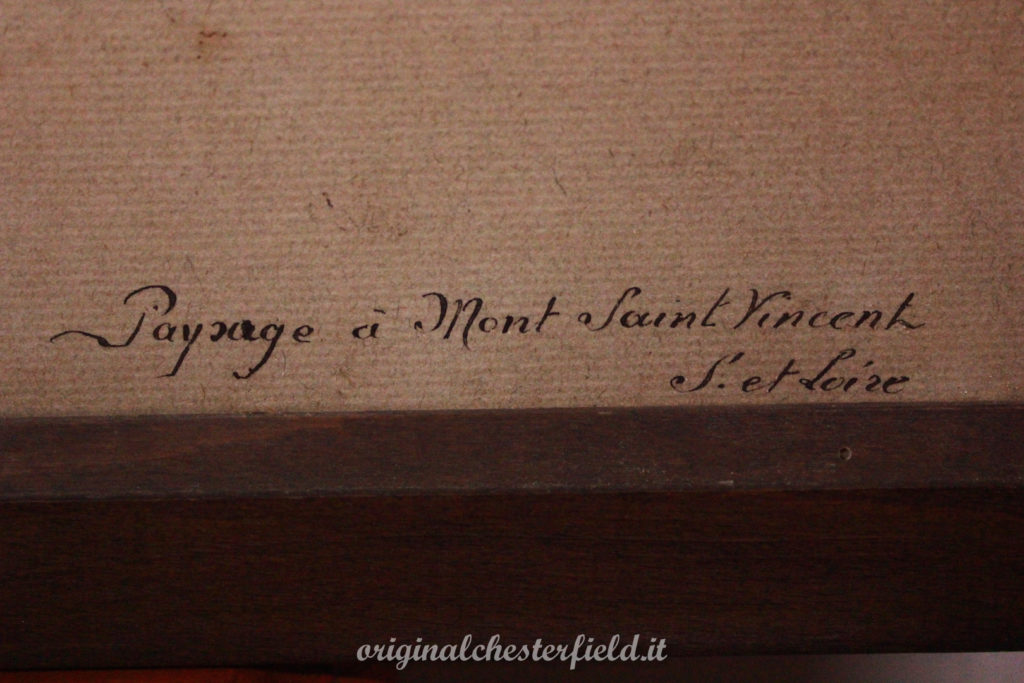 Paysage à Mont Saint Vincent
S. et Loire
originalchesterfield.it